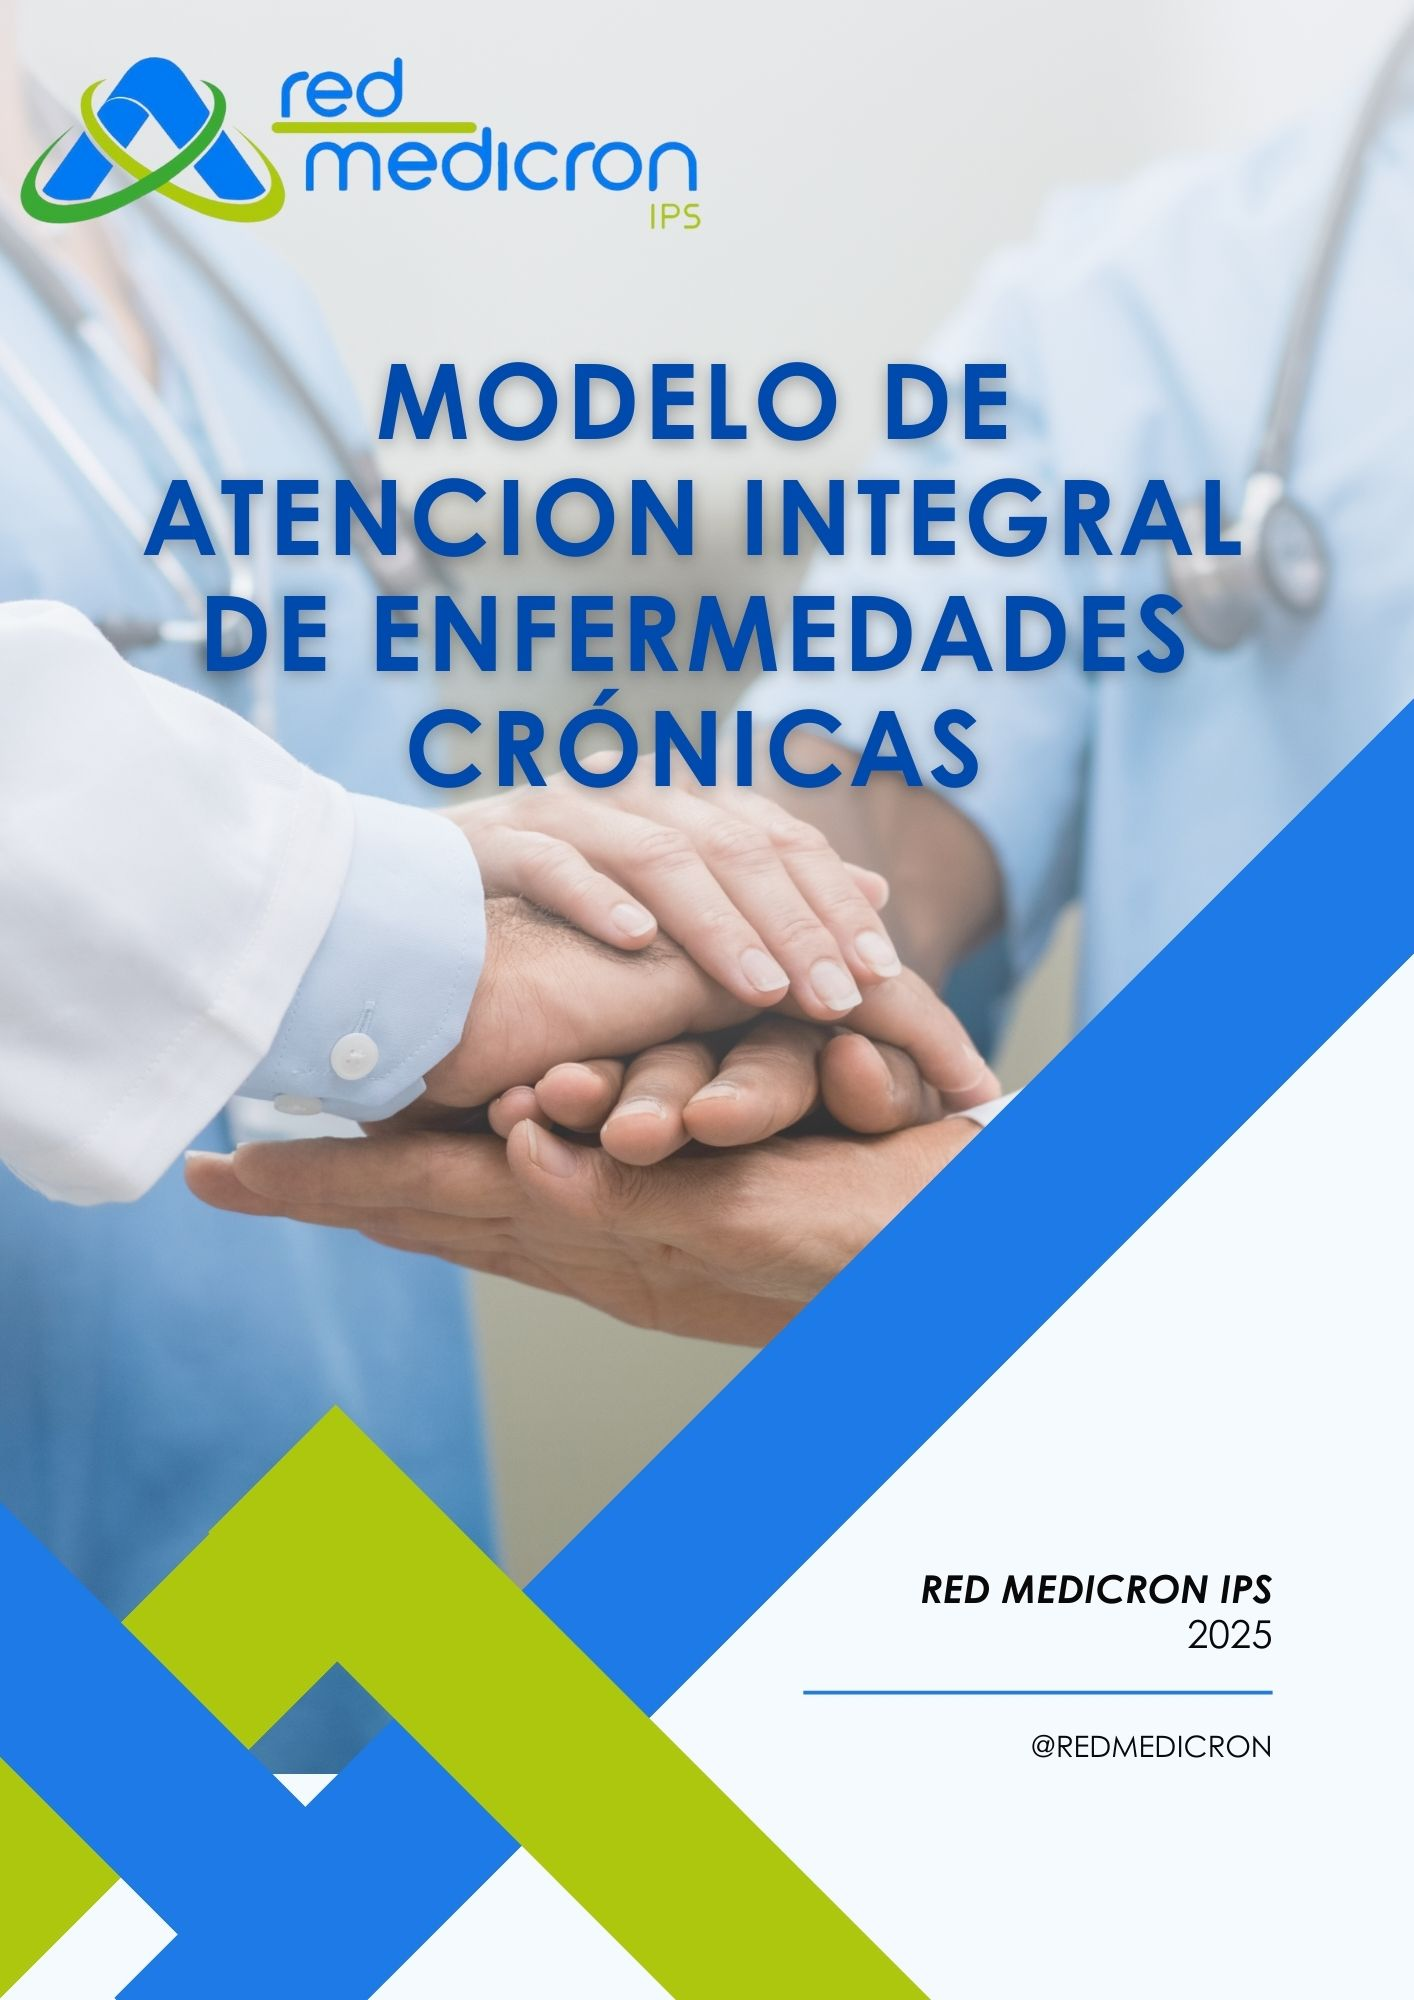 red
medicron
IPS
MODELO DE
ATENCION INTEGRAL
DE ENFERMEDADES
CRÓNICAS
RED MEDICRON IPS
2025
@REDMEDICRON